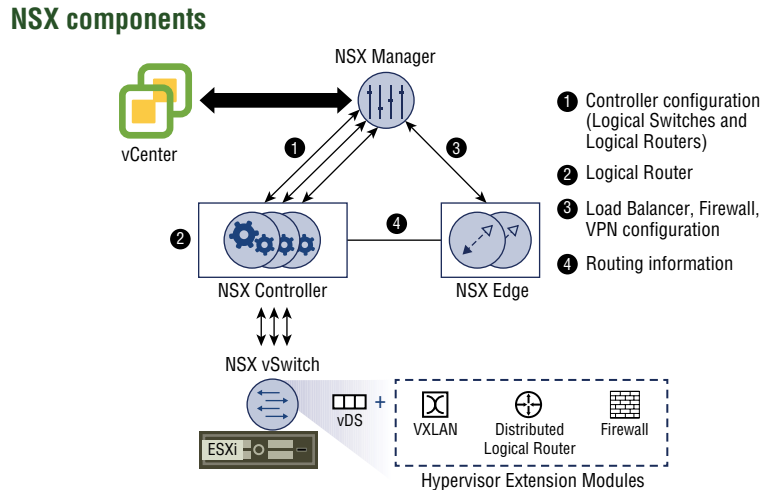 NSX components
NSX Manager
vCenter
1
3
2
4
NSX Controller
NSX Edge
1 Controller configuration
(Logical Switches and
Logical Routers)
2 Logical Router
3 Load Balancer, Firewall,
VPN configuration
4 Routing information
NSX vSwitch
ESXi
vDS
+
VXLAN
Distributed
Logical Router
Firewall
Hypervisor Extension Modules